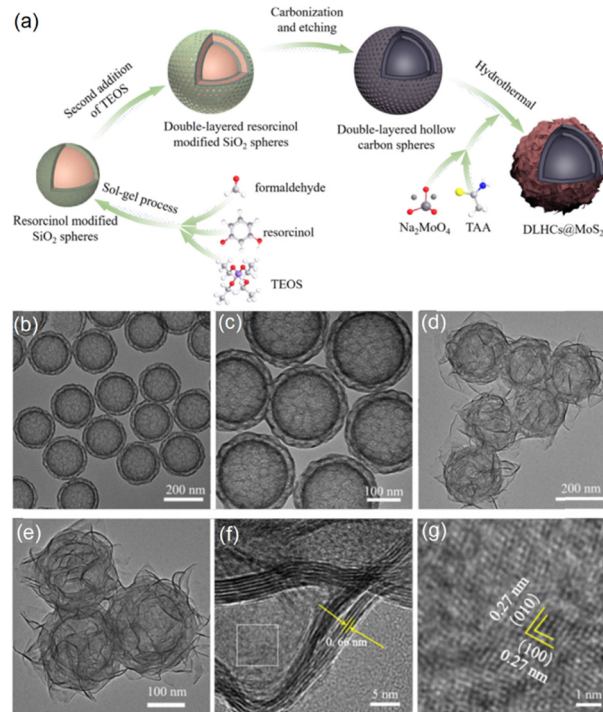 (a)
Carbonization
and etching
Second addition
of TEOS
Hydrothermal
Double-layered resorcinol
modified SiO₂ spheres
Double-layered hollow
carbon spheres
Sol-gel process
formaldehyde
resorcinol
TEOS
Resorcinol modified
SiO₂ spheres
Na₂MoO₄
TAA
DLHCs@MoS₂
(b)
200 nm
(c)
100 nm
(d)
200 nm
(e)
100 nm
(f)
0.66 nm
5 nm
(g)
0.27 nm
(010)
(100)
0.27 nm
1 nm